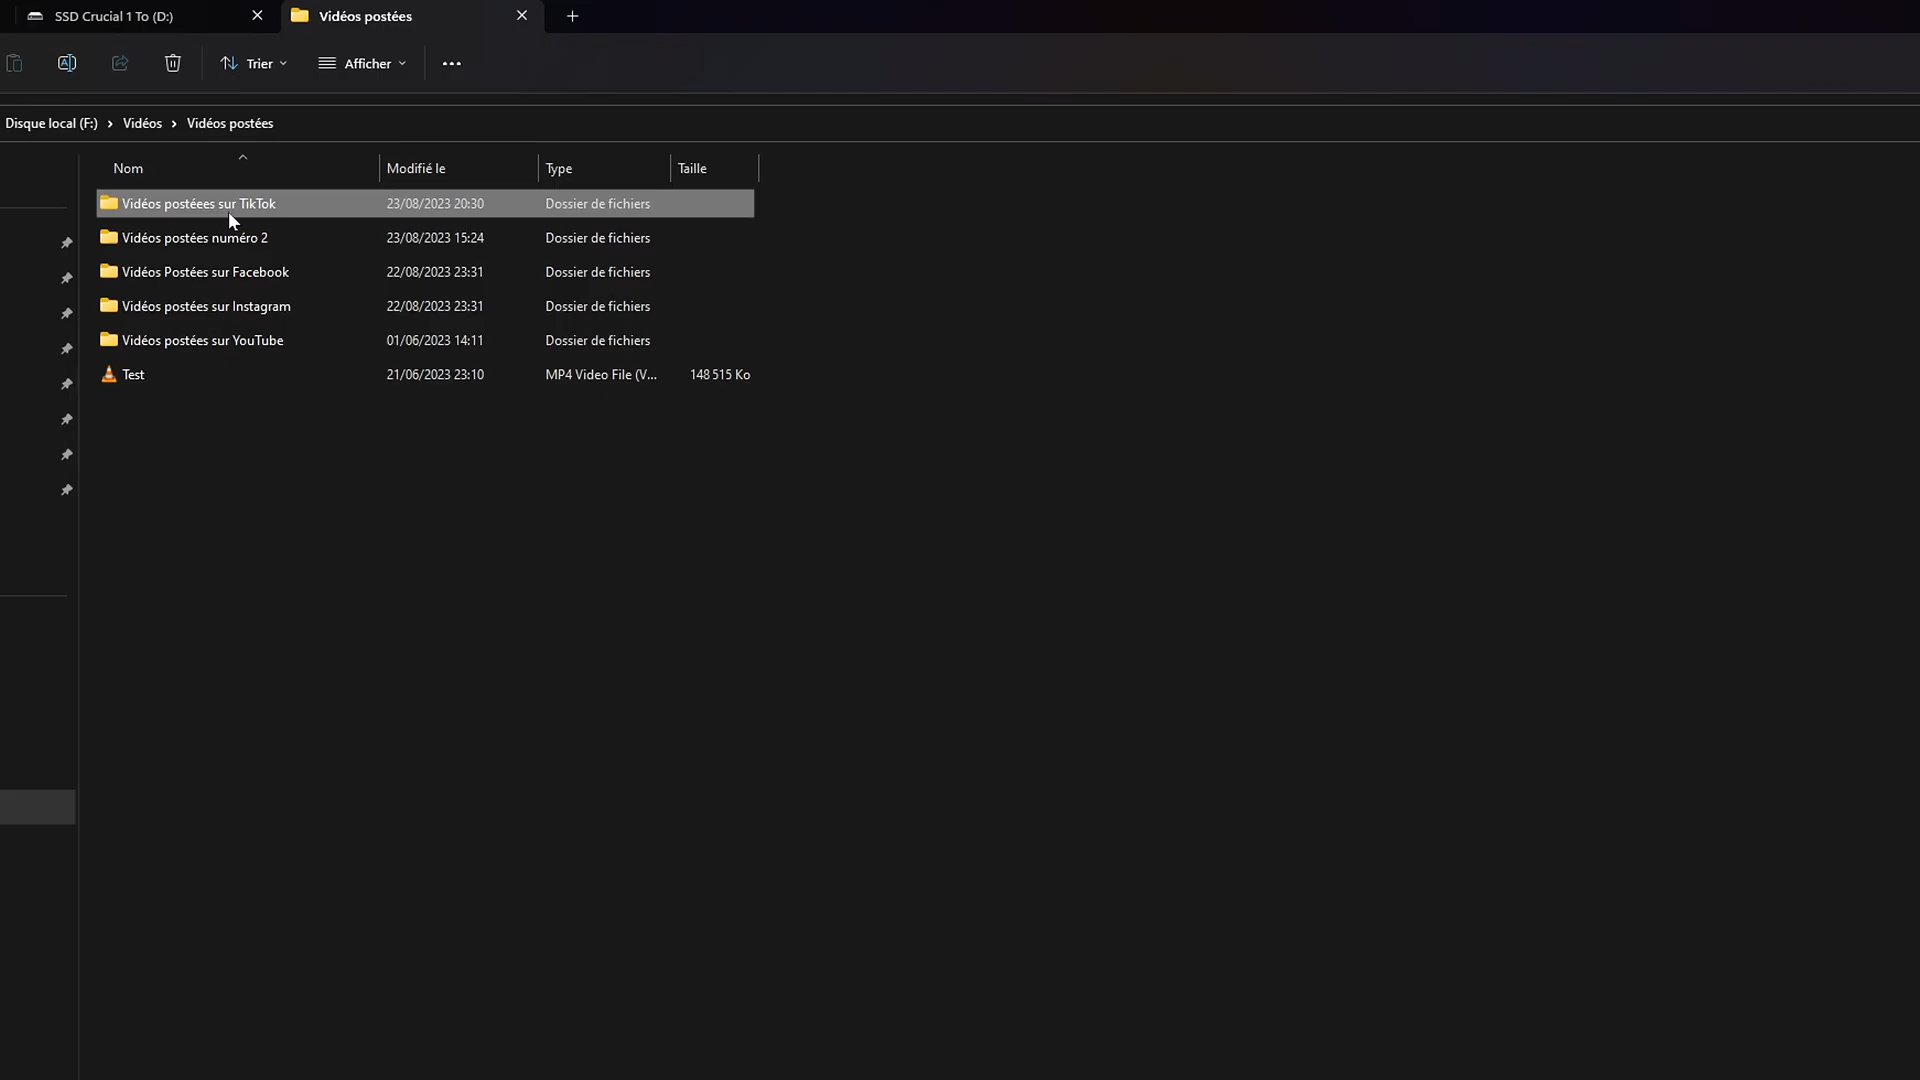 SSD Crucial 1 To (D:)
Vidéos postées
Trier
Afficher
Disque local (F:) › Vidéos › Vidéos postées
Nom Modifié le Type Taille
Vidéos postéees sur TikTok 23/08/2023 20:30 Dossier de fichiers
Vidéos postées numéro 2 23/08/2023 15:24 Dossier de fichiers
Vidéos Postées sur Facebook 22/08/2023 23:31 Dossier de fichiers
Vidéos postées sur Instagram 22/08/2023 23:31 Dossier de fichiers
Vidéos postées sur YouTube 01/06/2023 14:11 Dossier de fichiers
Test 21/06/2023 23:10 MP4 Video File (V... 148 515 Ko